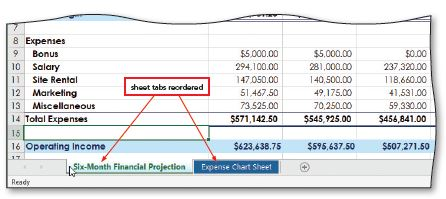 7
8 Expenses
9 Bonus $5,000.00 $5,000.00 $0.00
10 Salary 294,100.00 281,000.00 237,320.00
11 Site Rental 147,050.00 140,500.00 118,660.00
12 Marketing 51,467.50 49,175.00 41,531.00
13 Miscellaneous 73,525.00 70,250.00 59,330.00
sheet tabs reordered
14 Total Expenses $571,142.50 $545,925.00 $456,841.00
15
16 Operating Income $623,638.75 $595,637.50 $507,271.50
Six-Month Financial Projection Expense Chart Sheet
Ready